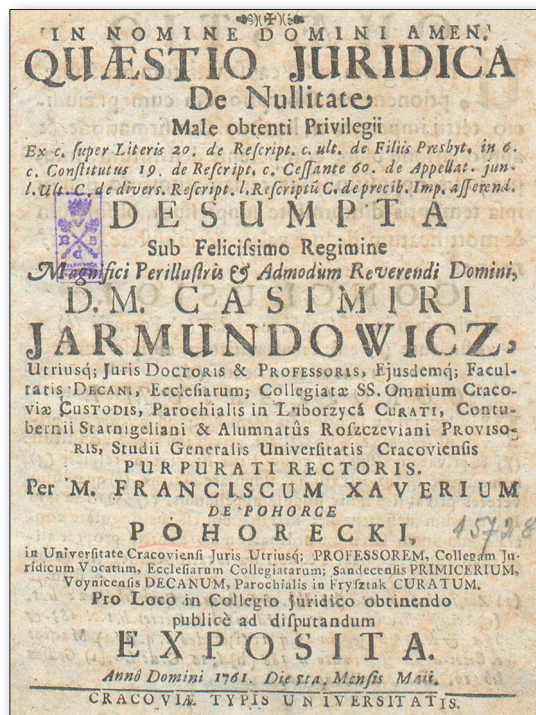 IN NOMINE DOMINI AMEN.
QUÆSTIO JURIDICA
De Nullitate
Male obtenti Privilegii
Ex c. super Literis 20. de Rescript. c. ult. de Filiis Presbyt. in 6.
c. Constitutus 19. de Rescript. c. Cessante 60. de Appellat. jun.
l. Ult. C. de divers. Rescript. l. Rescriptũ C. de precib. Imp. afferend.
DESUMPTA
Sub Felicissimo Regimine
Magnifici Perillustris & Admodum Reverendi Domini,
D. M. CASIMIRI
JARMUNDOWICZ,
Utriusq; Juris DOCTORIS & PROFESSORIS, Ejusdemq; Facul-
tatis DECANI, Ecclesiarum; Collegiatæ SS. Omnium Craco-
viæ CUSTODIS, Parochialis in Luborzycá CURATI, Contu-
bernii Starnigeliani & Alumnatûs Roszczeviani PROVISO-
RIS, Studii Generalis Universitatis Cracoviensis
PURPURATI RECTORIS.
Per M. FRANCISCUM XAVERIUM
DE POHORCE
POHORECKI,
15728
in Universitate Cracoviensi Juris Utriusq; PROFESSOREM, Collegam Ju-
ridicum Vocatum, Ecclesiarum Collegiatarum; Sandecensis PRIMICERIUM,
Voynicensis DECANUM, Parochialis in Frysztak CURATUM.
Pro Loco in Collegio Juridico obtinendo
publicè ad disputandum
EXPOSITA.
Annô Domini 1761. Die Mensis Maii.
CRACOVIÆ TYPIS UNIVERSITATIS.